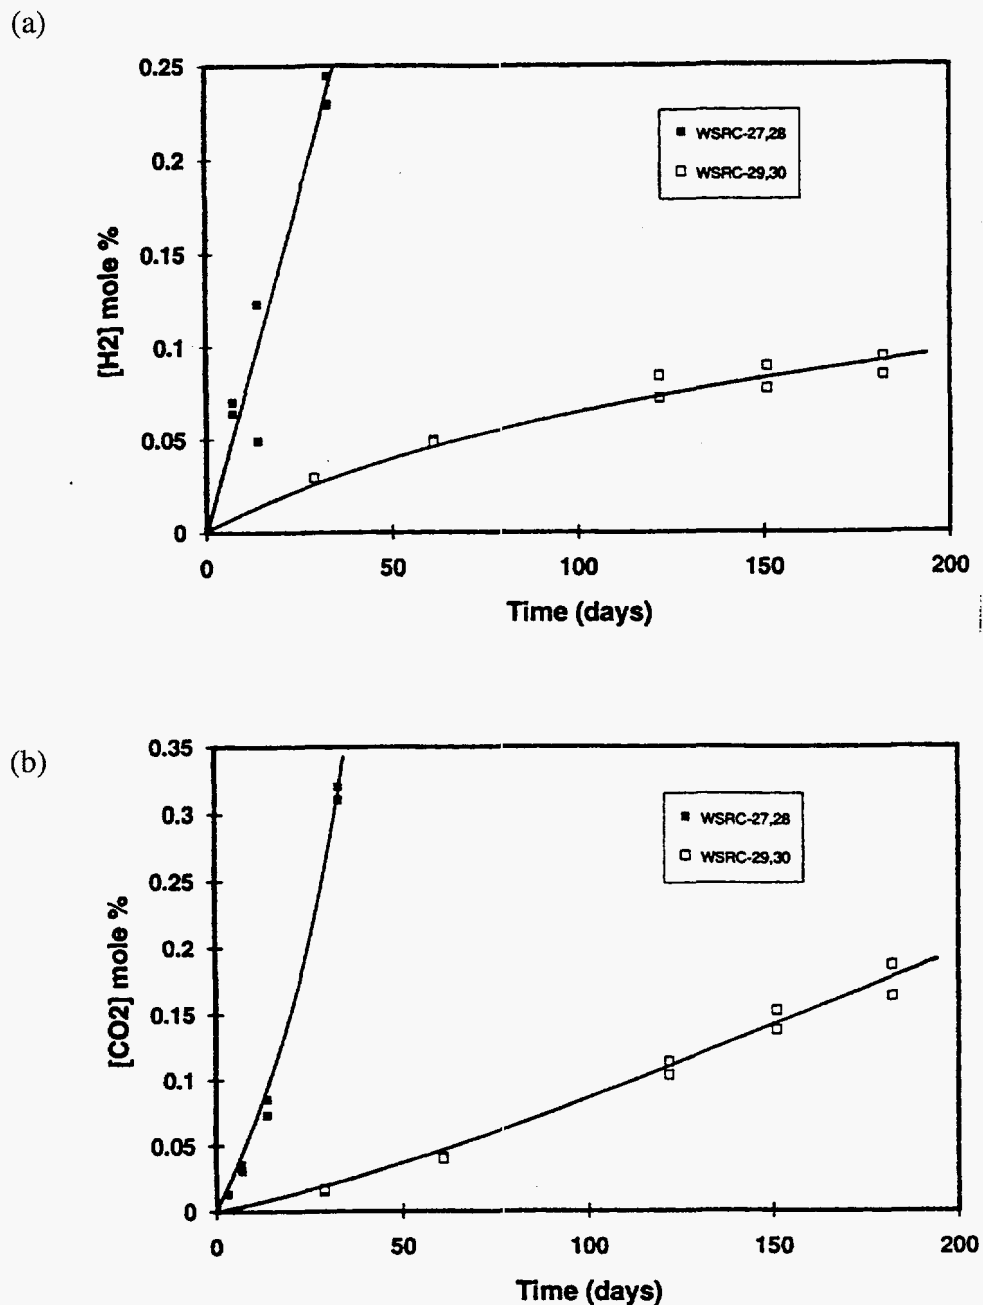 (a)
0.25
0.2
0.15
0.1
0.05
0
[H2] mole %
WSRC-27,28
WSRC-29,30
0 50 100 150 200
Time (days)
(b)
0.35
0.3
0.25
0.2
0.15
0.1
0.05
0
[CO2] mole %
WSRC-27,28
WSRC-29,30
0 50 100 150 200
Time (days)